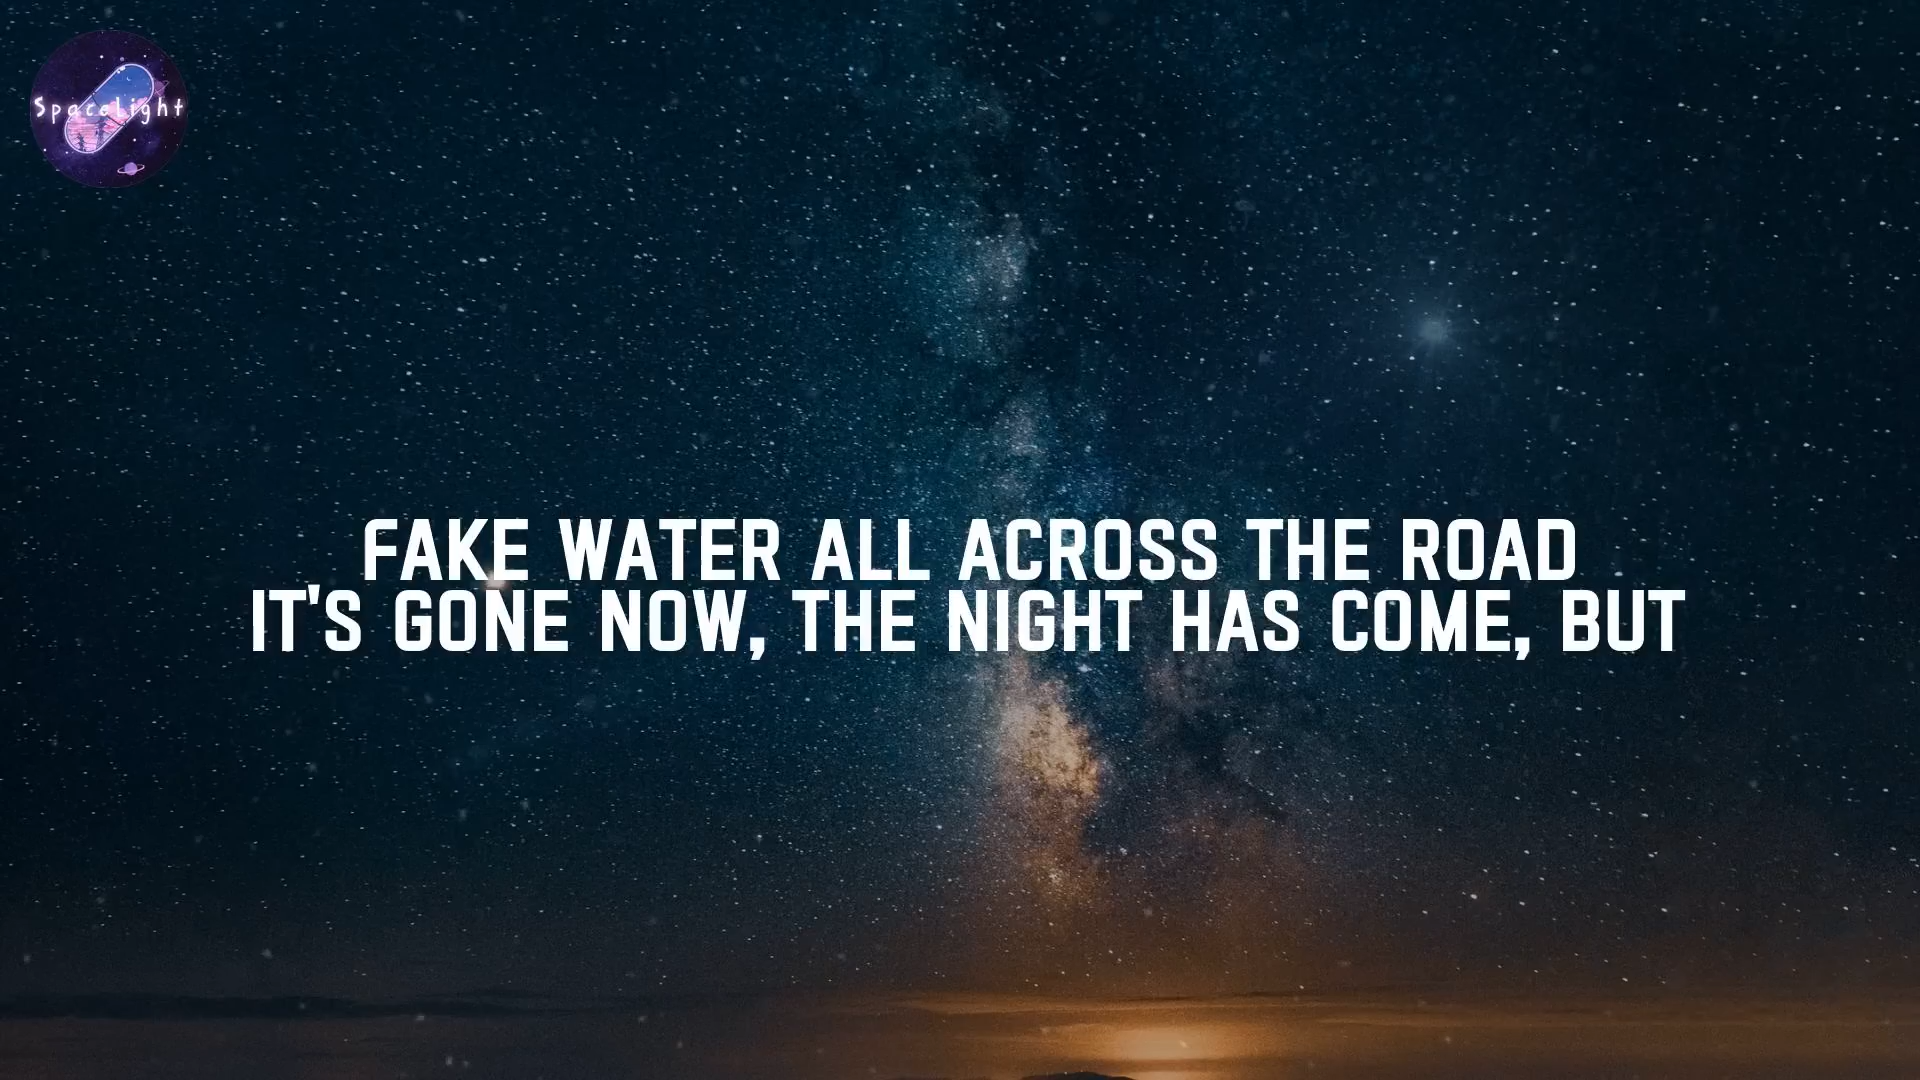 SpaceLight
FAKE WATER ALL ACROSS THE ROAD
IT'S GONE NOW, THE NIGHT HAS COME, BUT